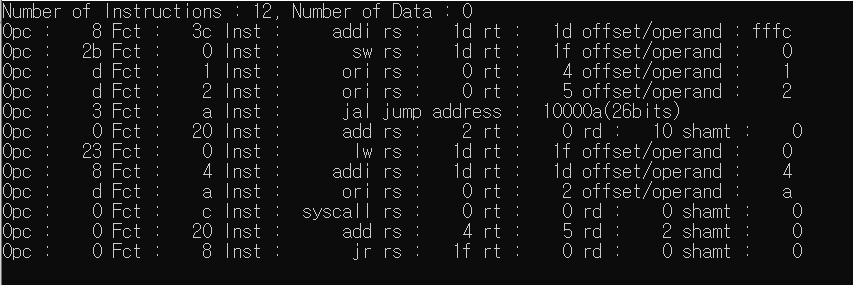 Number of Instructions : 12, Number of Data : 0
Opc : 8 Fct : 3c Inst : addi rs : 1d rt : 1d offset/operand : fffc
Opc : 2b Fct : 0 Inst : sw rs : 1d rt : 1f offset/operand : 0
Opc : d Fct : 1 Inst : ori rs : 0 rt : 4 offset/operand : 1
Opc : d Fct : 2 Inst : ori rs : 0 rt : 5 offset/operand : 2
Opc : 3 Fct : a Inst : jal jump address : 10000a(26bits)
Opc : 0 Fct : 20 Inst : add rs : 2 rt : 0 rd : 10 shamt : 0
Opc : 23 Fct : 0 Inst : lw rs : 1d rt : 1f offset/operand : 0
Opc : 8 Fct : 4 Inst : addi rs : 1d rt : 1d offset/operand : 4
Opc : d Fct : a Inst : ori rs : 0 rt : 2 offset/operand : a
Opc : 0 Fct : c Inst : syscall rs : 0 rt : 0 rd : 0 shamt : 0
Opc : 0 Fct : 20 Inst : add rs : 4 rt : 5 rd : 2 shamt : 0
Opc : 0 Fct : 8 Inst : jr rs : 1f rt : 0 rd : 0 shamt : 0